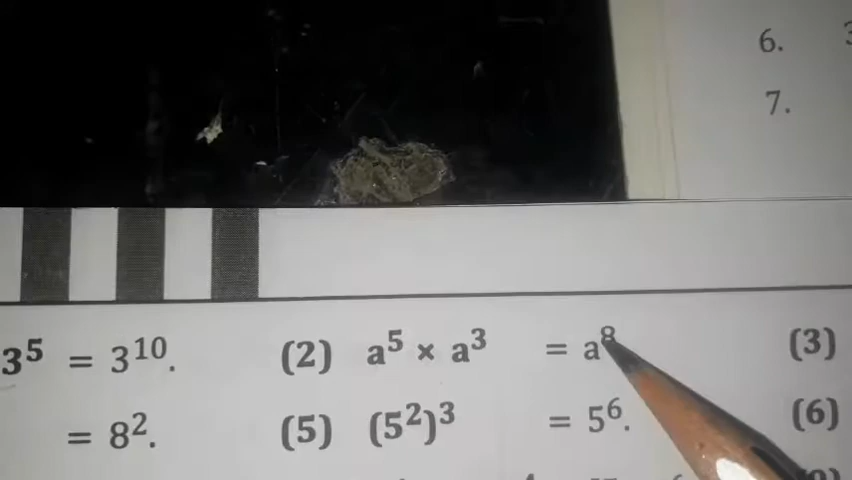 6.
7.
3⁵ = 3¹⁰. (2) a⁵ × a³ = a⁸ (3)
= 8². (5) (5²)³ = 5⁶. (6)